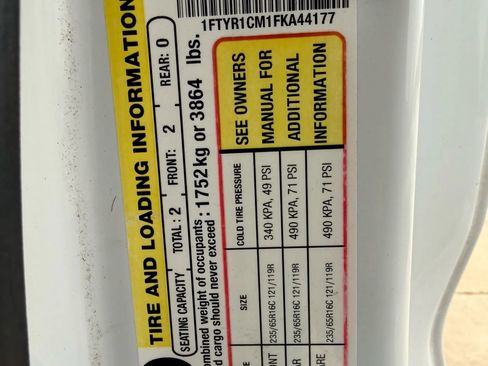 1FTYR1CM1FKA44177
TIRE AND LOADING INFORMATION
SEATING CAPACITY TOTAL: 2 FRONT: 2 REAR: 0
ombined weight of occupants : 1752kg or 3864 lbs.
d cargo should never exceed
SIZE COLD TIRE PRESSURE
235/65R16C 121/119R 340 KPA, 49 PSI
235/65R16C 121/119R 490 KPA, 71 PSI
235/65R16C 121/119R 490 KPA, 71 PSI
SEE OWNERS
MANUAL FOR
ADDITIONAL
INFORMATION